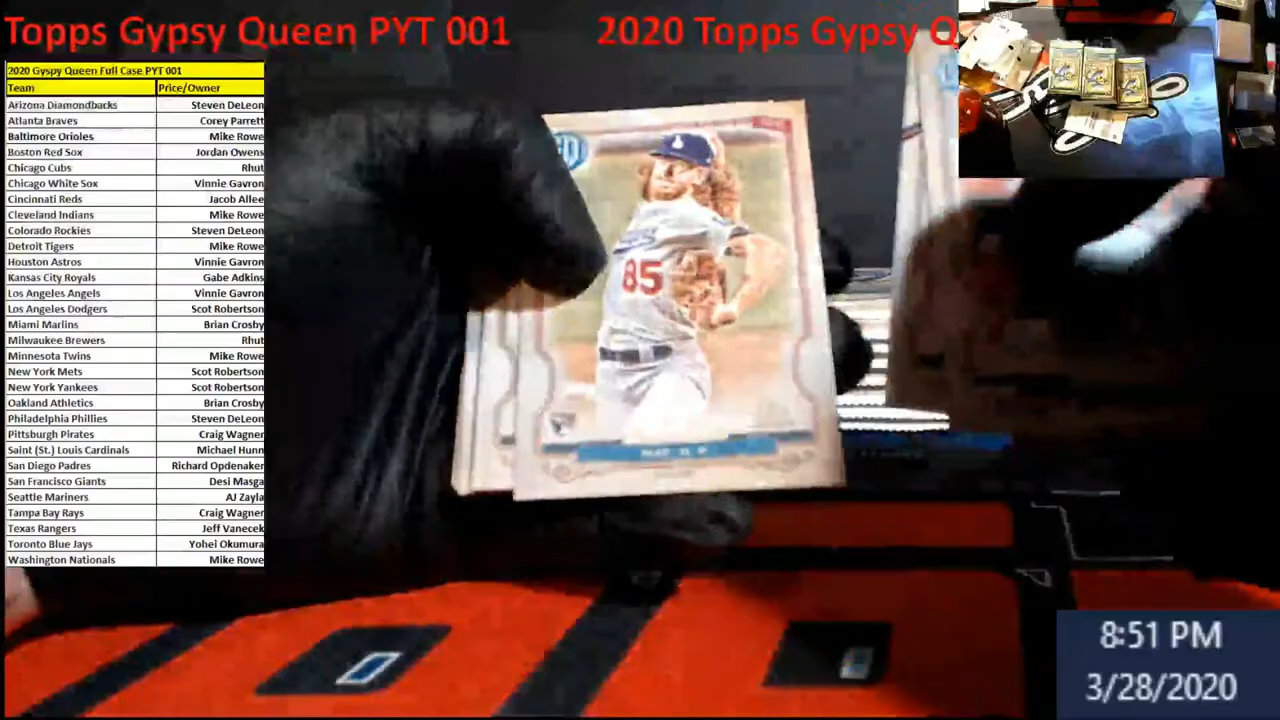 Topps Gypsy Queen PYT 001 2020 Topps Gypsy Q
2020 Gyspy Queen Full Case PYT 001
Team Price/Owner
Arizona Diamondbacks Steven DeLeon
Atlanta Braves Corey Parrett
Baltimore Orioles Mike Rowe
Boston Red Sox Jordan Owens
Chicago Cubs Rhut
Chicago White Sox Vinnie Gavron
Cincinnati Reds Jacob Allee
Cleveland Indians Mike Rowe
Colorado Rockies Steven DeLeon
Detroit Tigers Mike Rowe
Houston Astros Vinnie Gavron
Kansas City Royals Gabe Adkins
Los Angeles Angels Vinnie Gavron
Los Angeles Dodgers Scot Robertson
Miami Marlins Brian Crosby
Milwaukee Brewers Rhut
Minnesota Twins Mike Rowe
New York Mets Scot Robertson
New York Yankees Scot Robertson
Oakland Athletics Brian Crosby
Philadelphia Phillies Steven DeLeon
Pittsburgh Pirates Craig Wagner
Saint (St.) Louis Cardinals Michael Hunn
San Diego Padres Richard Opdenaker
San Francisco Giants Desi Masga
Seattle Mariners AJ Zayla
Tampa Bay Rays Craig Wagner
Texas Rangers Jeff Vanecek
Toronto Blue Jays Yohei Okumura
Washington Nationals Mike Rowe
85
8:51 PM
3/28/2020